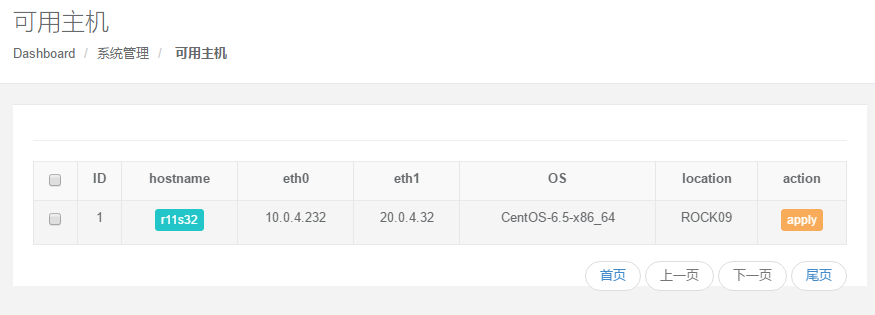 可用主机
Dashboard / 系统管理 / 可用主机
ID hostname eth0 eth1 OS location action
1 r11s32 10.0.4.232 20.0.4.32 CentOS-6.5-x86_64 ROCK09 apply
首页 上一页 下一页 尾页